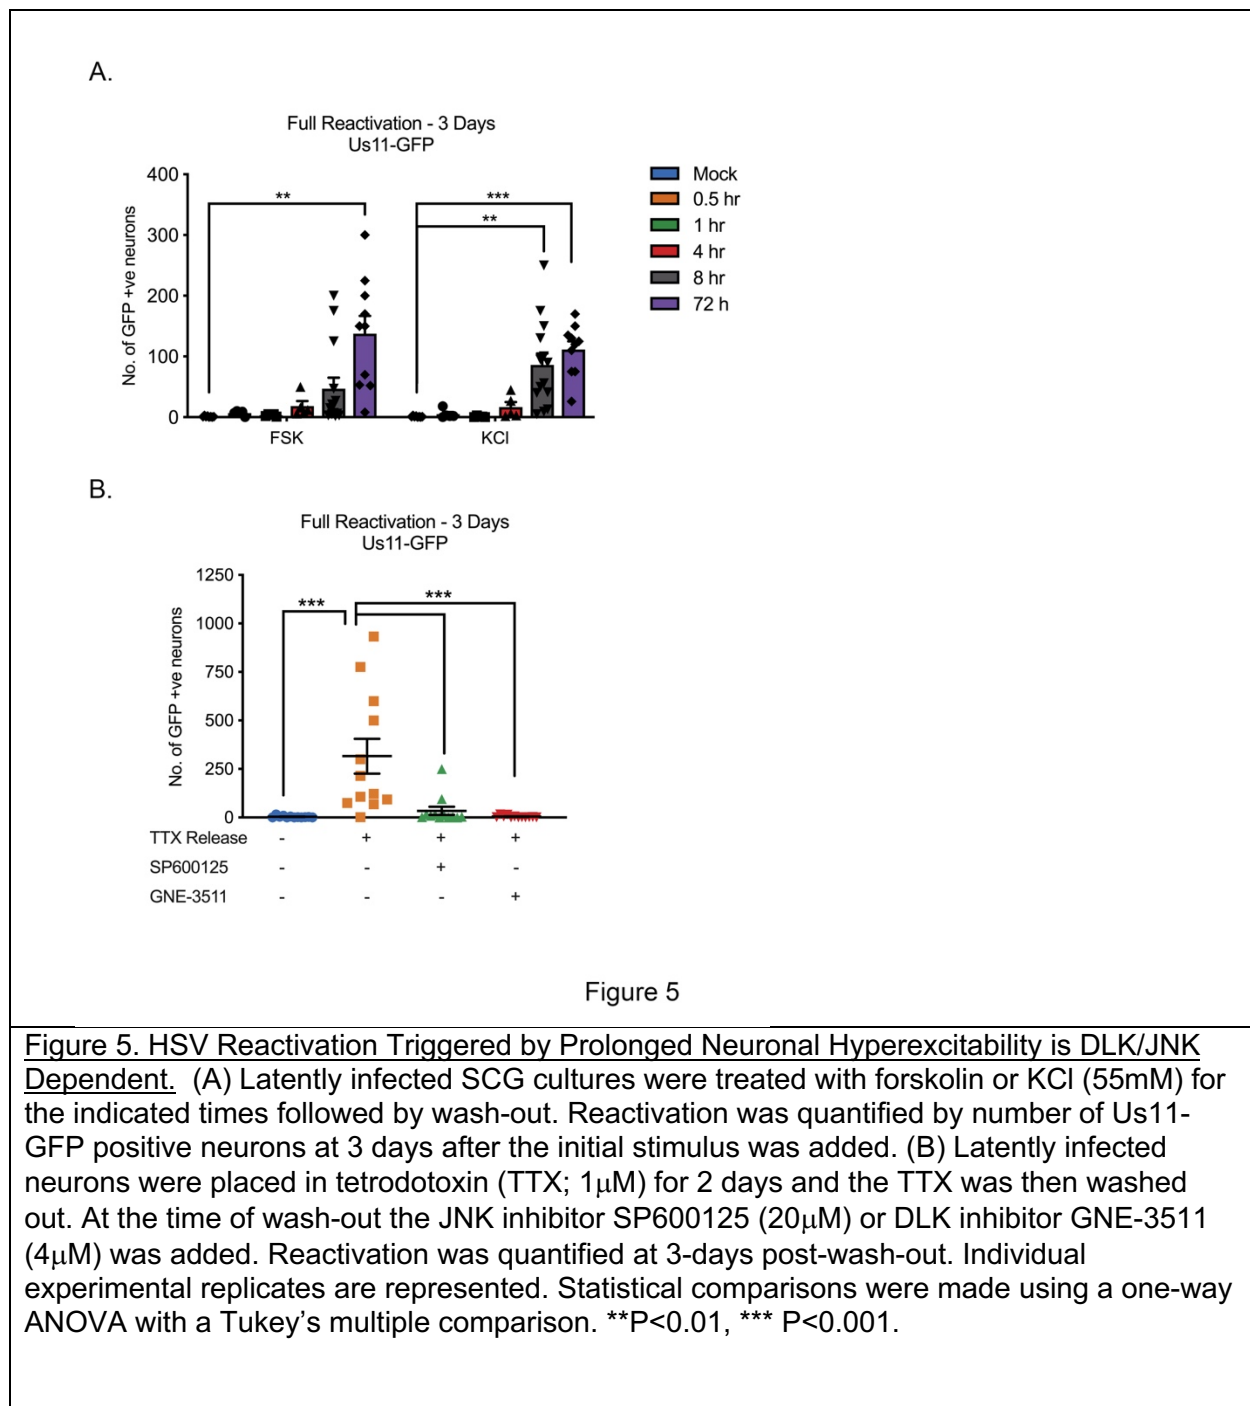 A.
Full Reactivation - 3 Days
Us11-GFP
No. of GFP +ve neurons
400
300
200
100
0
**
***
**
FSK
KCl
Mock
0.5 hr
1 hr
4 hr
8 hr
72 h
B.
Full Reactivation - 3 Days
Us11-GFP
No. of GFP +ve neurons
1250
1000
750
500
250
0
***
***
TTX Release - + + +
SP600125 - - + -
GNE-3511 - - - +
Figure 5
Figure 5. HSV Reactivation Triggered by Prolonged Neuronal Hyperexcitability is DLK/JNK
Dependent. (A) Latently infected SCG cultures were treated with forskolin or KCl (55mM) for
the indicated times followed by wash-out. Reactivation was quantified by number of Us11-
GFP positive neurons at 3 days after the initial stimulus was added. (B) Latently infected
neurons were placed in tetrodotoxin (TTX; 1μM) for 2 days and the TTX was then washed
out. At the time of wash-out the JNK inhibitor SP600125 (20μM) or DLK inhibitor GNE-3511
(4μM) was added. Reactivation was quantified at 3-days post-wash-out. Individual
experimental replicates are represented. Statistical comparisons were made using a one-way
ANOVA with a Tukey's multiple comparison. **P<0.01, *** P<0.001.